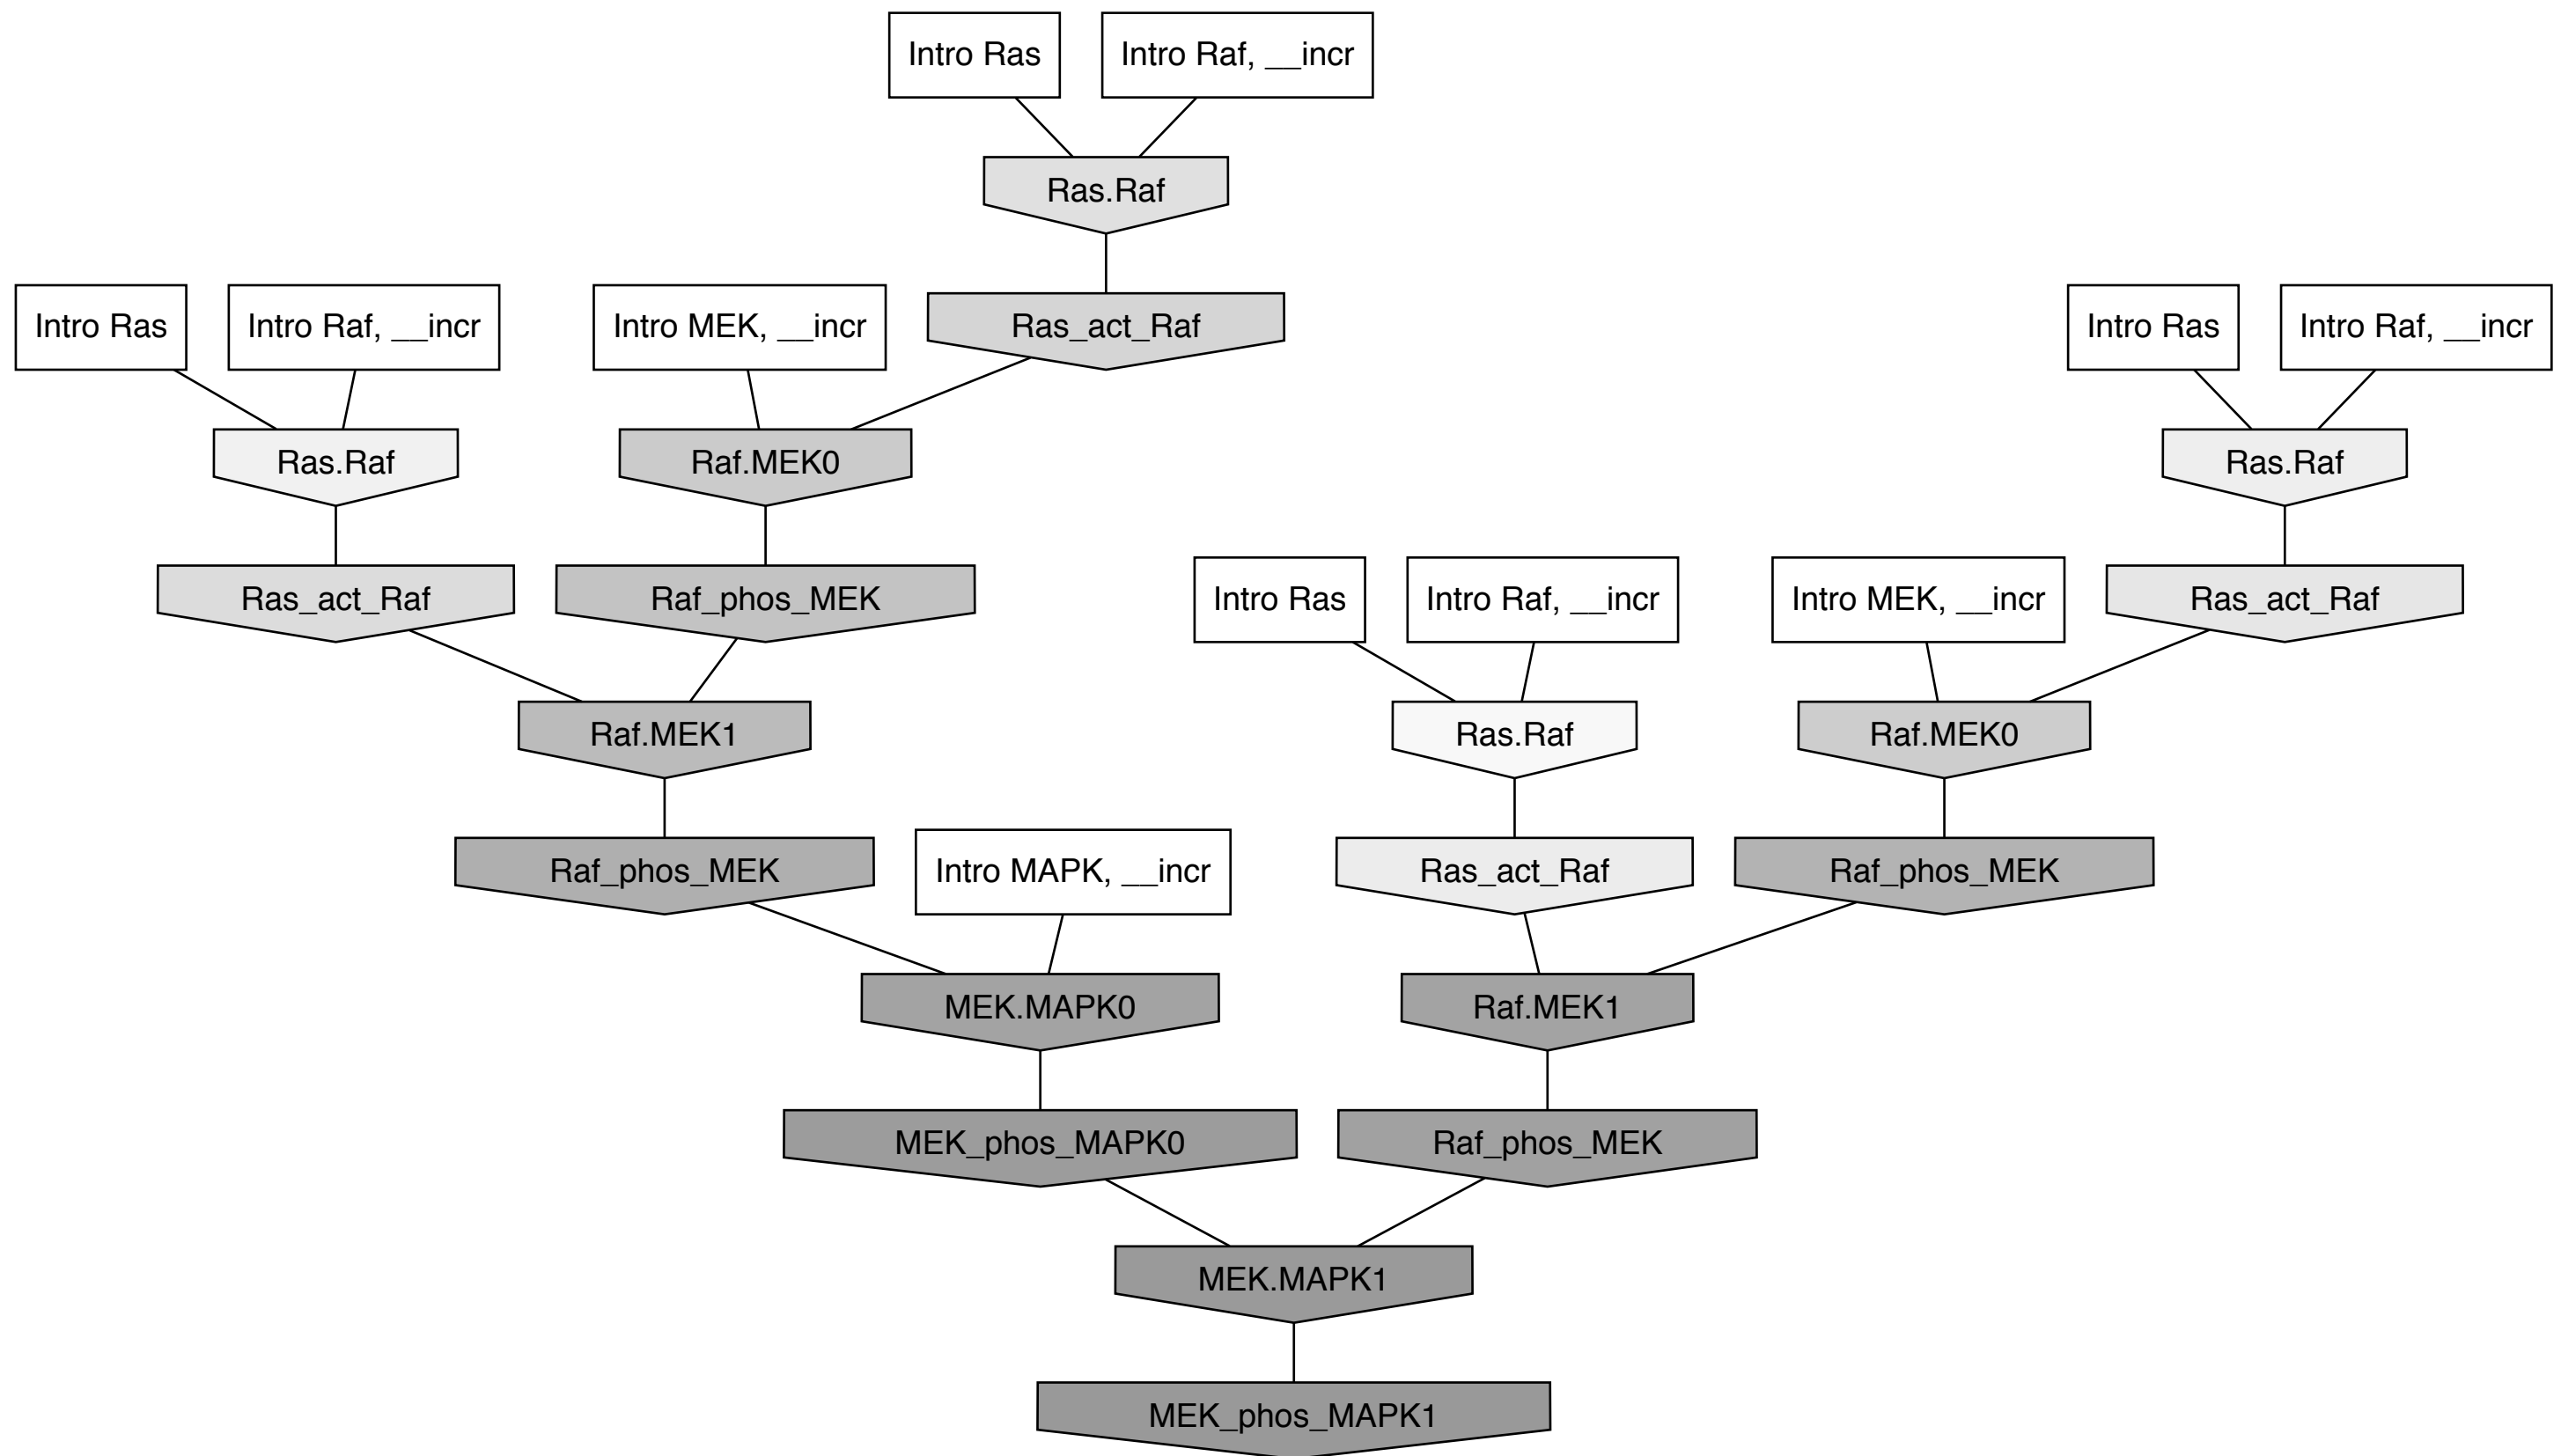 Intro Ras
Intro Raf, __incr
Ras.Raf
Intro Ras
Intro Raf, __incr
Intro MEK, __incr
Ras_act_Raf
Intro Ras
Intro Raf, __incr
Ras.Raf
Raf.MEK0
Ras.Raf
Ras_act_Raf
Raf_phos_MEK
Intro Ras
Intro Raf, __incr
Intro MEK, __incr
Ras_act_Raf
Raf.MEK1
Ras.Raf
Raf.MEK0
Raf_phos_MEK
Intro MAPK, __incr
Ras_act_Raf
Raf_phos_MEK
MEK.MAPK0
Raf.MEK1
MEK_phos_MAPK0
Raf_phos_MEK
MEK.MAPK1
MEK_phos_MAPK1